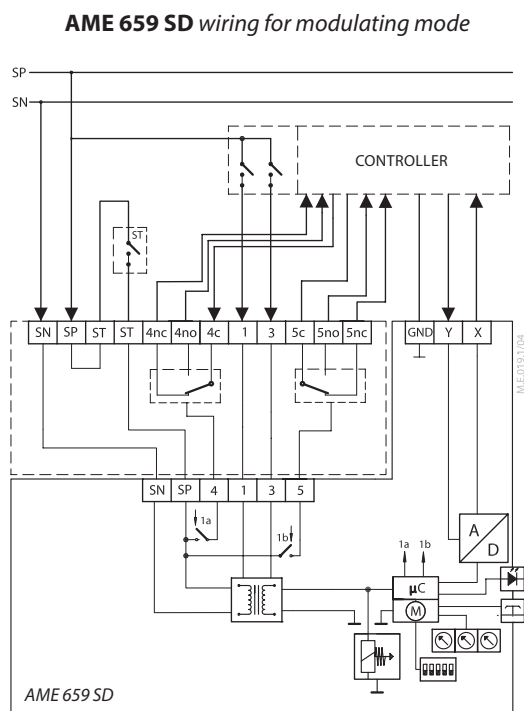 AME 659 SD wiring for modulating mode
SP
SN
CONTROLLER
ST
SN SP ST ST 4nc 4no 4c 1 3 5c 5no 5nc GND Y X
M.E.019.1/04
SN SP 4 1 3 5
1a
1b
1a 1b
A
D
µC
M
AME 659 SD